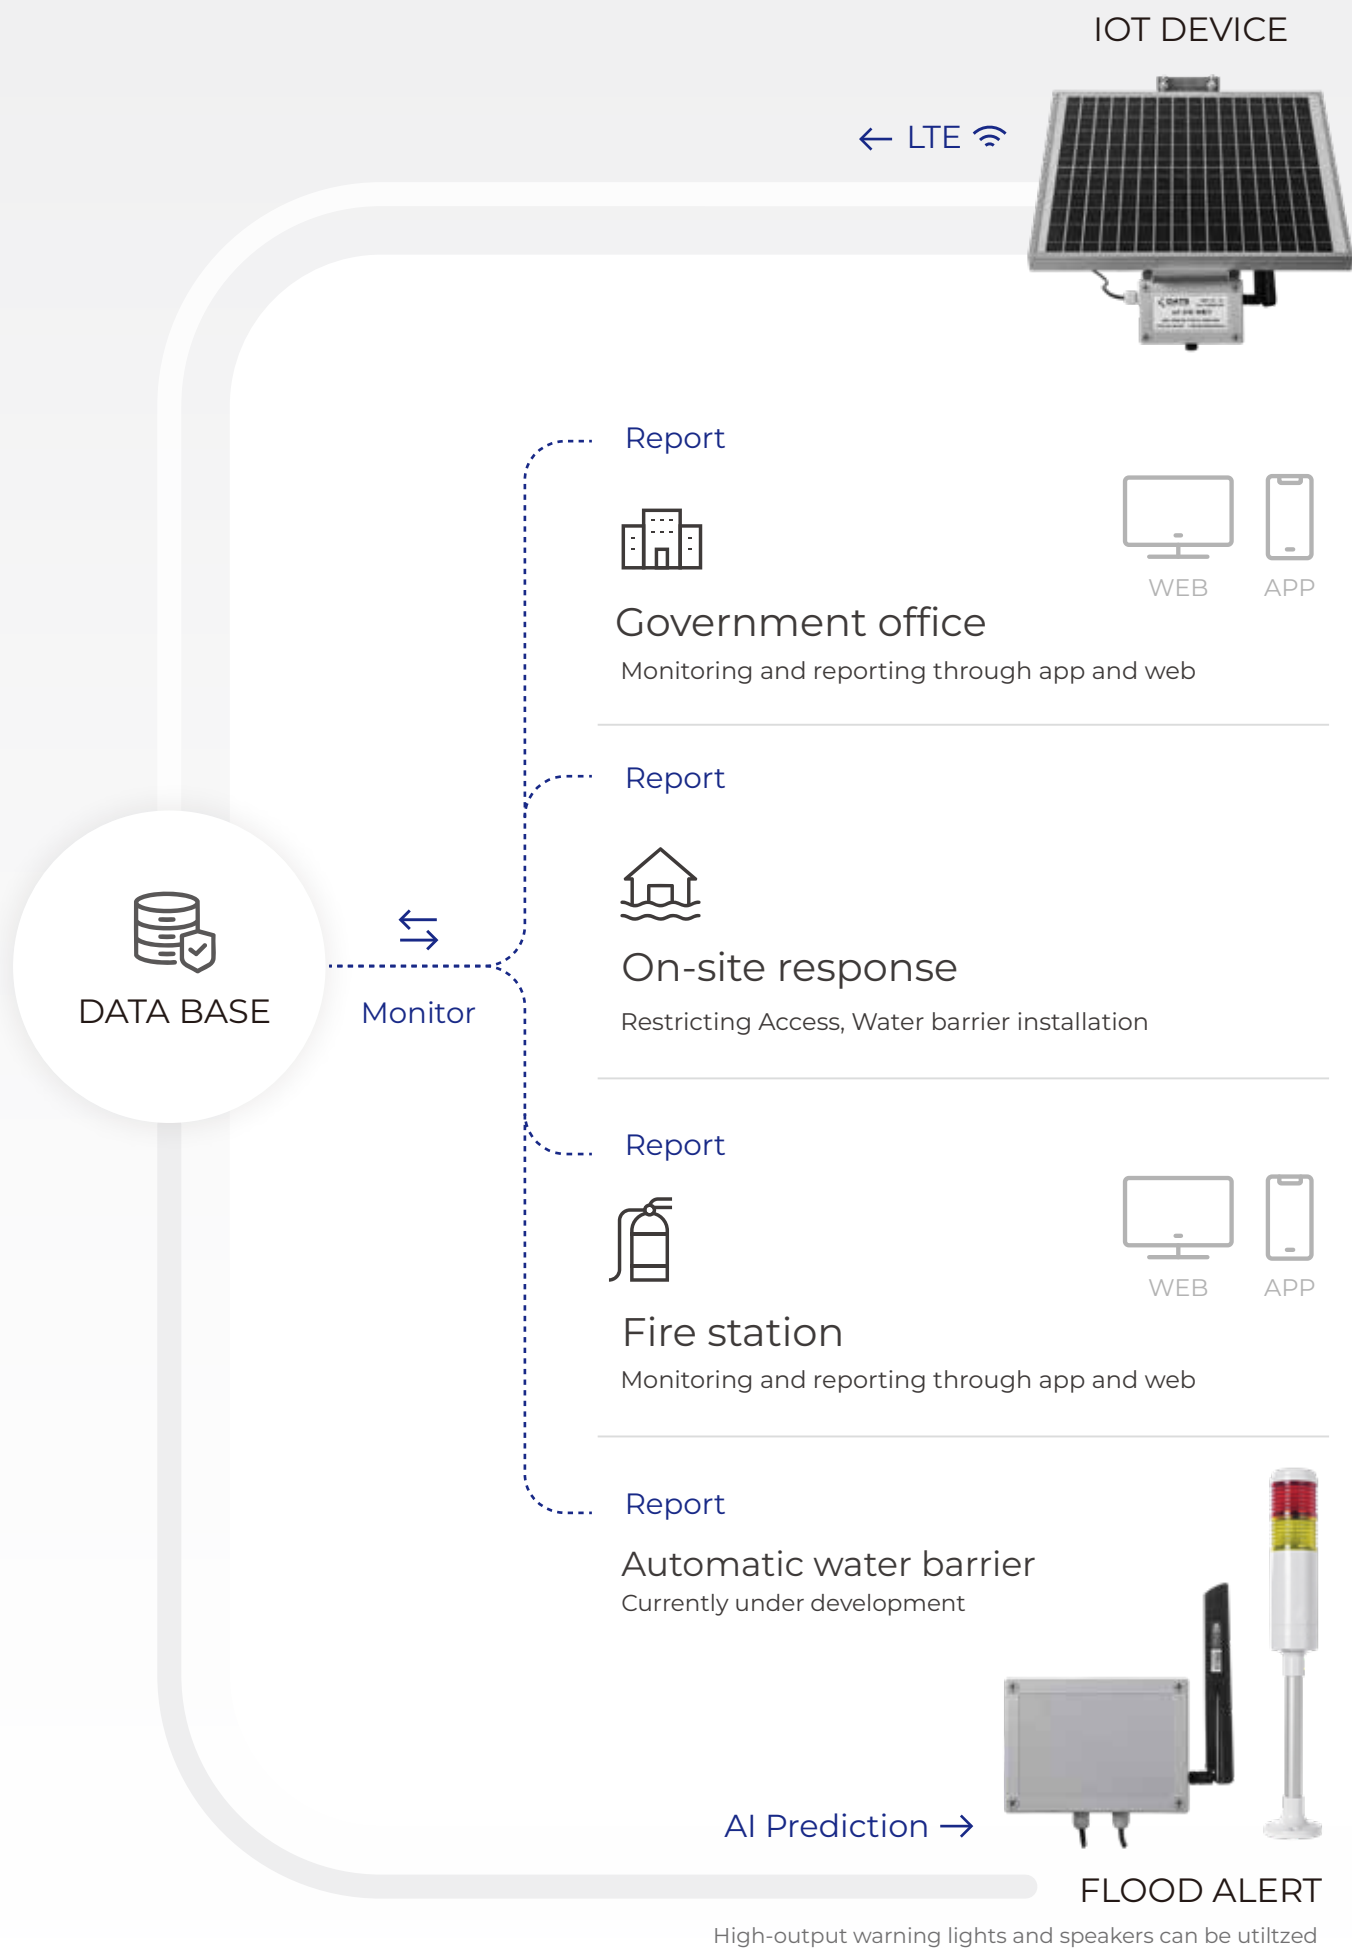 IOT DEVICE
LTE
Report
WEB
APP
Government office
Monitoring and reporting through app and web
Report
DATA BASE
Monitor
On-site response
Restricting Access, Water barrier installation
Report
WEB
APP
Fire station
Monitoring and reporting through app and web
Report
Automatic water barrier
Currently under development
AI Prediction
FLOOD ALERT
High-output warning lights and speakers can be utiltzed